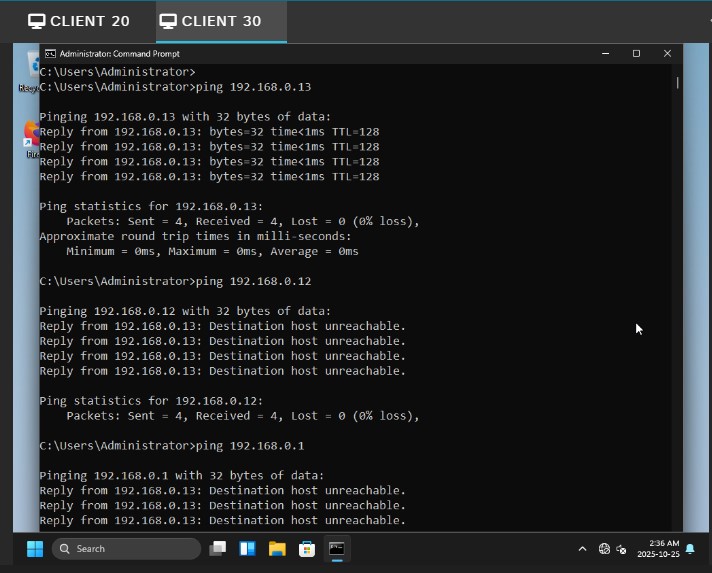 CLIENT 20
CLIENT 30
Administrator: Command Prompt
C:\Users\Administrator>
C:\Users\Administrator>ping 192.168.0.13
Pinging 192.168.0.13 with 32 bytes of data:
Reply from 192.168.0.13: bytes=32 time<1ms TTL=128
Reply from 192.168.0.13: bytes=32 time<1ms TTL=128
Reply from 192.168.0.13: bytes=32 time<1ms TTL=128
Reply from 192.168.0.13: bytes=32 time<1ms TTL=128
Ping statistics for 192.168.0.13:
Packets: Sent = 4, Received = 4, Lost = 0 (0% loss),
Approximate round trip times in milli-seconds:
Minimum = 0ms, Maximum = 0ms, Average = 0ms
C:\Users\Administrator>ping 192.168.0.12
Pinging 192.168.0.12 with 32 bytes of data:
Reply from 192.168.0.13: Destination host unreachable.
Reply from 192.168.0.13: Destination host unreachable.
Reply from 192.168.0.13: Destination host unreachable.
Reply from 192.168.0.13: Destination host unreachable.
Ping statistics for 192.168.0.12:
Packets: Sent = 4, Received = 4, Lost = 0 (0% loss),
C:\Users\Administrator>ping 192.168.0.1
Pinging 192.168.0.1 with 32 bytes of data:
Reply from 192.168.0.13: Destination host unreachable.
Reply from 192.168.0.13: Destination host unreachable.
Reply from 192.168.0.13: Destination host unreachable.
Search
2:36 AM
2025-10-25